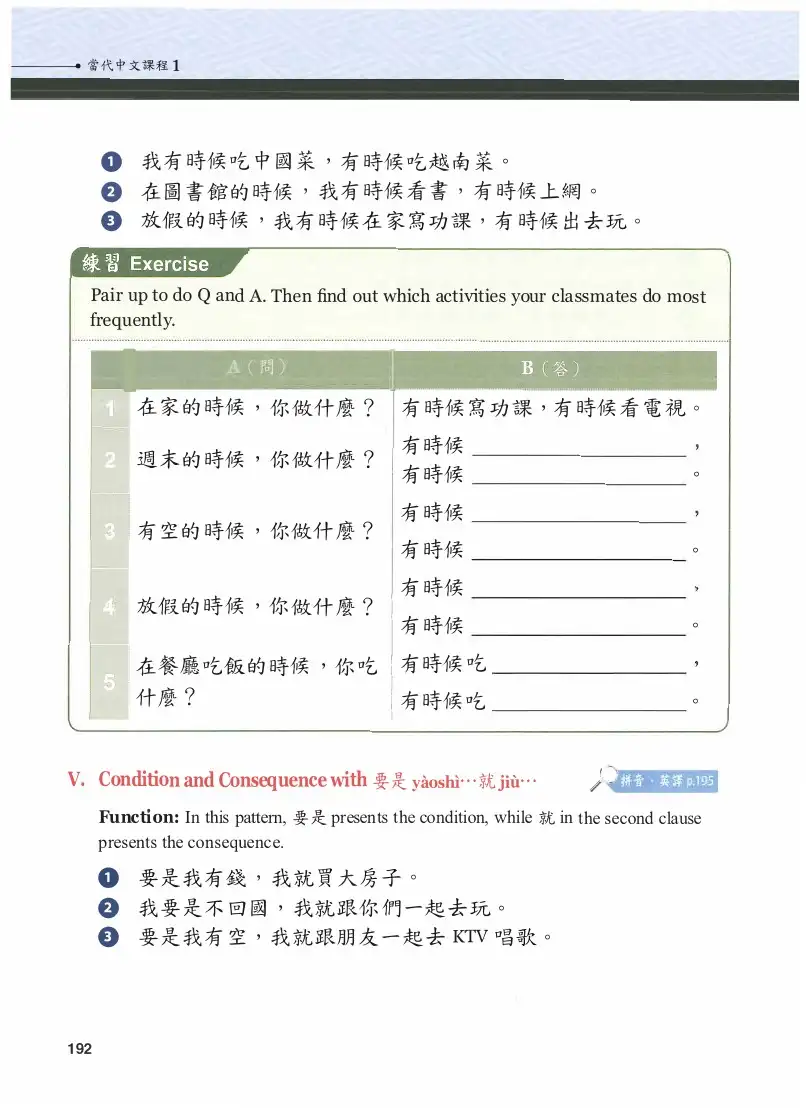 當代中文課程 1
1 我有時候吃中國菜，有時候吃越南菜。
2 在圖書館的時候，我有時候看書，有時候上網。
3 放假的時候，我有時候在家寫功課，有時候出去玩。
練習 Exercise
Pair up to do Q and A. Then find out which activities your classmates do most
frequently.
A（問） B（答）
1 在家的時候，你做什麼？ 有時候寫功課，有時候看電視。
2 週末的時候，你做什麼？ 有時候 ，
有時候 。
3 有空的時候，你做什麼？ 有時候 ，
有時候 。
4 放假的時候，你做什麼？ 有時候 ，
有時候 。
5 在餐廳吃飯的時候，你吃 有時候吃 ，
什麼？ 有時候吃 。
V. Condition and Consequence with 要是 yàoshì…就 jiù… 拼音、英譯 p.195
Function: In this pattern, 要是 presents the condition, while 就 in the second clause
presents the consequence.
1 要是我有錢，我就買大房子。
2 我要是不回國，我就跟你們一起去玩。
3 要是我有空，我就跟朋友一起去 KTV 唱歌。
192